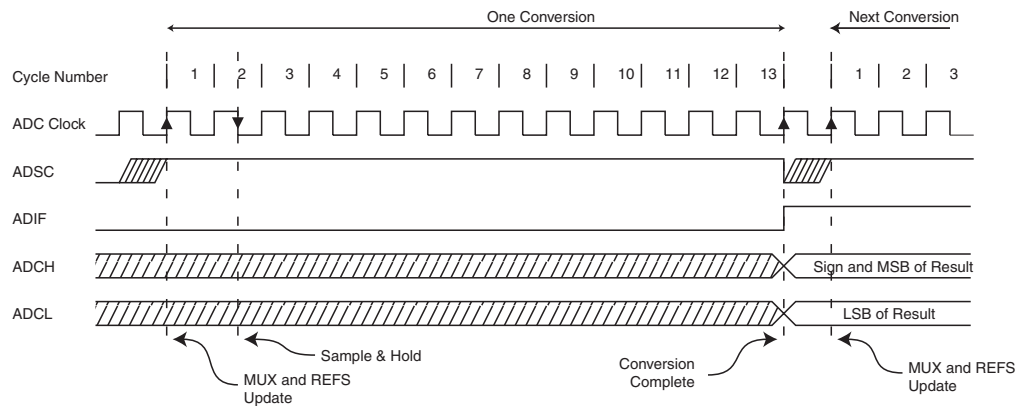 One Conversion
Next Conversion
Cycle Number
1 2 3 4 5 6 7 8 9 10 11 12 13 1 2 3
ADC Clock
ADSC
ADIF
ADCH
Sign and MSB of Result
ADCL
LSB of Result
Sample & Hold
MUX and REFS
Update
Conversion
Complete
MUX and REFS
Update